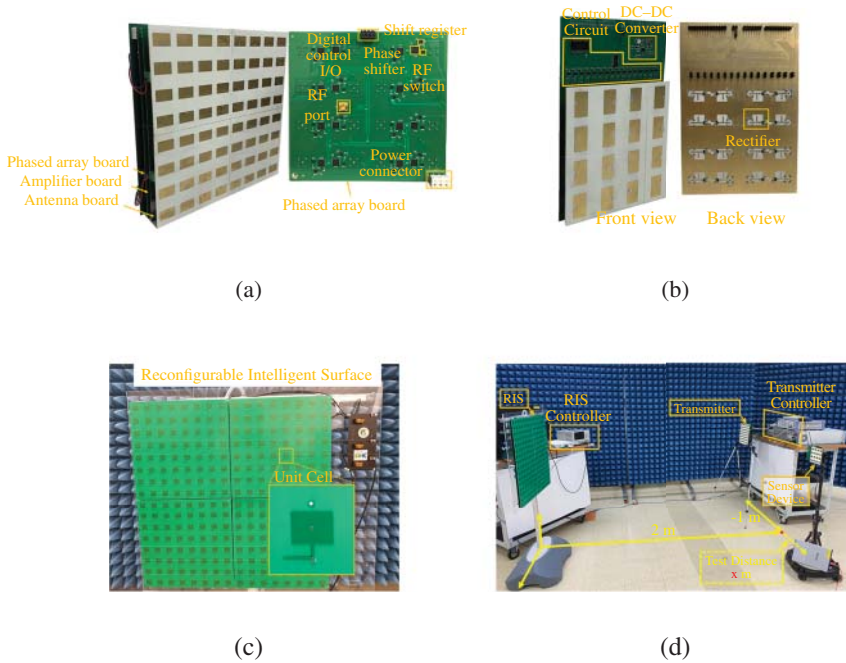 Digital
control
I/O
Shift register
Phase
shifter
RF
switch
RF
port
Power
connector
Phased array board
Amplifier board
Antenna board
Phased array board
(a)
Control
Circuit
DC–DC
Converter
Rectifier
Front view
Back view
(b)
Reconfigurable Intelligent Surface
Unit Cell
(c)
RIS
RIS
Controller
Transmitter
Transmitter
Controller
Sensor
Device
2 m
-1 m
Test Distance
x m
(d)